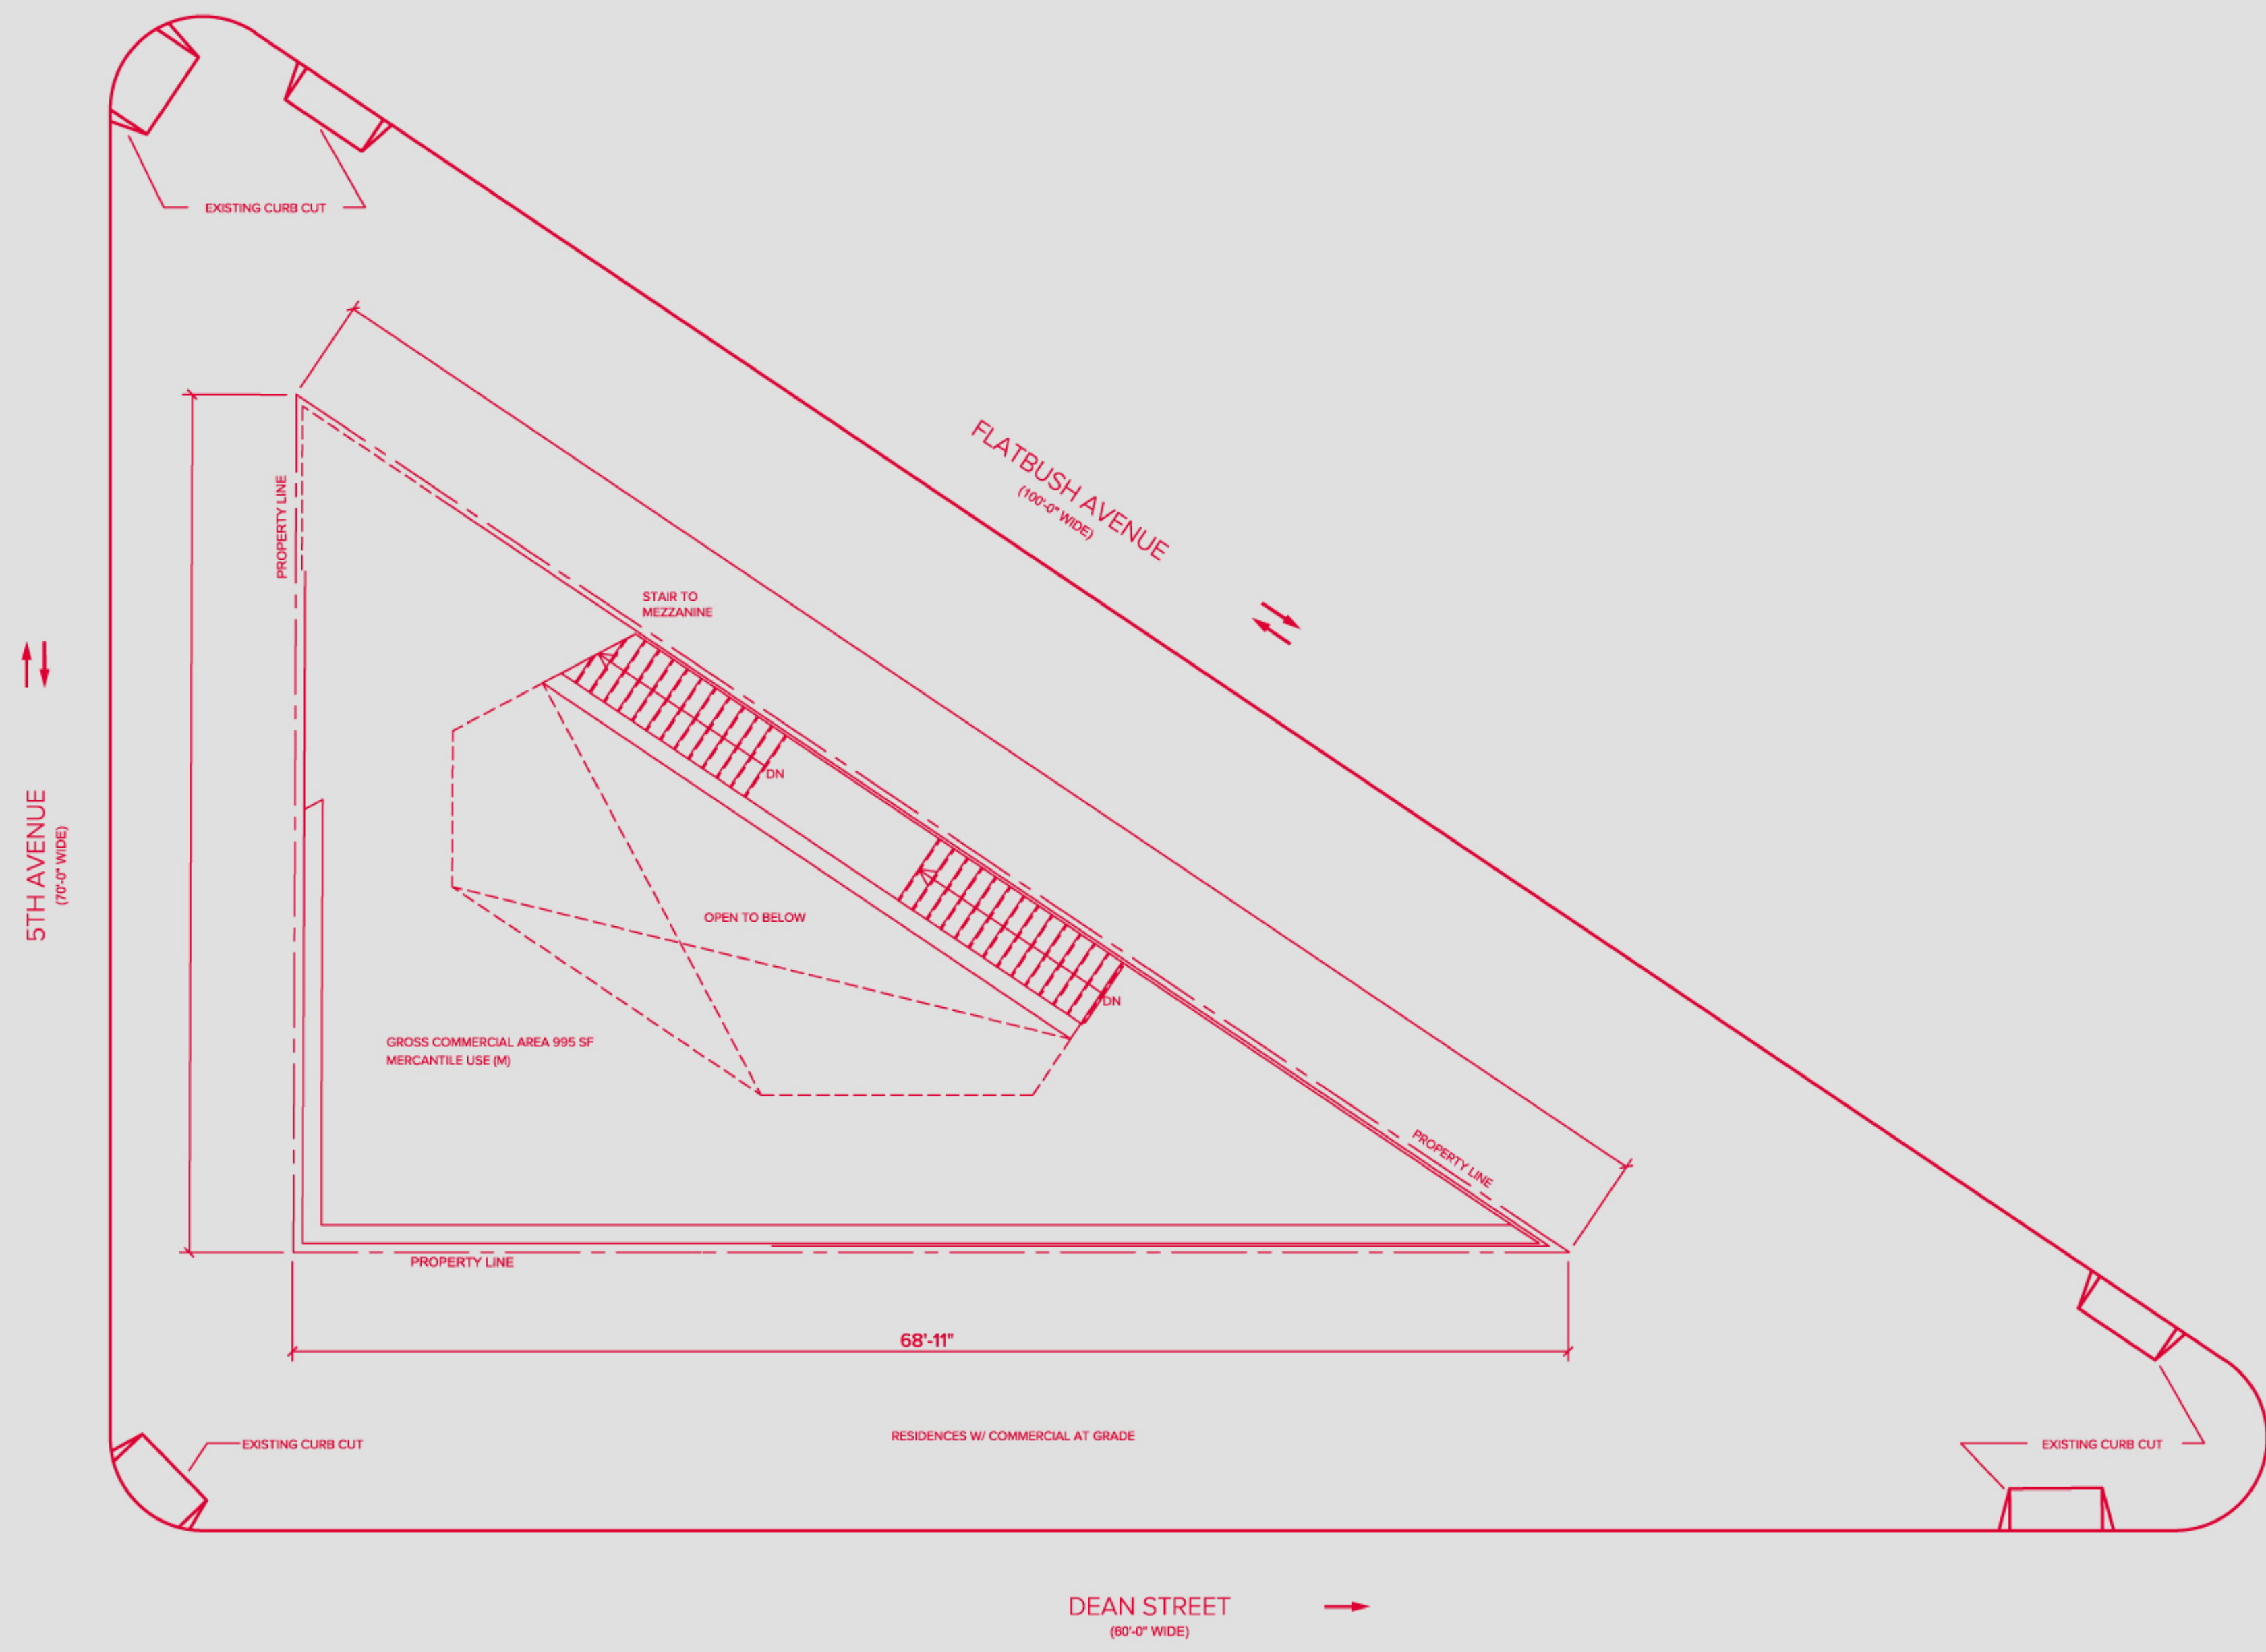 EXISTING CURB CUT
FLATBUSH AVENUE
(100'-0" WIDE)
PROPERTY LINE
STAIR TO
MEZZANINE
DN
5TH AVENUE
(70'-0" WIDE)
OPEN TO BELOW
DN
GROSS COMMERCIAL AREA 995 SF
MERCANTILE USE (M)
PROPERTY LINE
PROPERTY LINE
68'-11"
RESIDENCES W/ COMMERCIAL AT GRADE
EXISTING CURB CUT
EXISTING CURB CUT
DEAN STREET
(60'-0" WIDE)